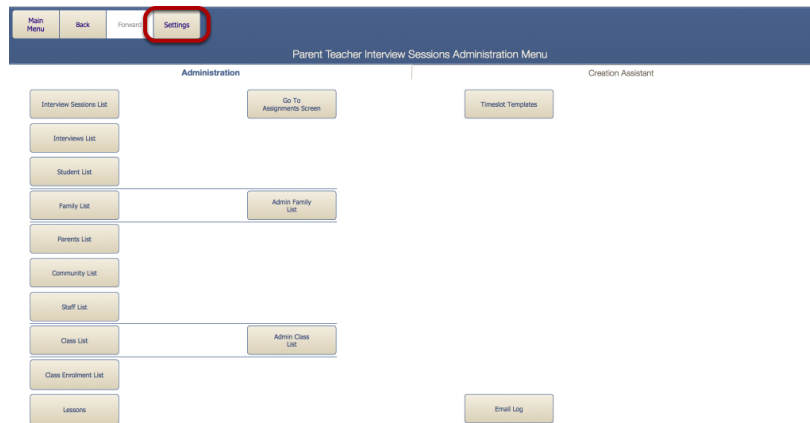 Main
Menu
Back
Forward
Settings
Parent Teacher Interview Sessions Administration Menu
Administration
Creation Assistant
Interview Sessions List
Go To
Assignments Screen
Timeslot Templates
Interviews List
Student List
Family List
Admin Family
List
Parents List
Community List
Staff List
Class List
Admin Class
List
Class Enrolment List
Lessons
Email Log